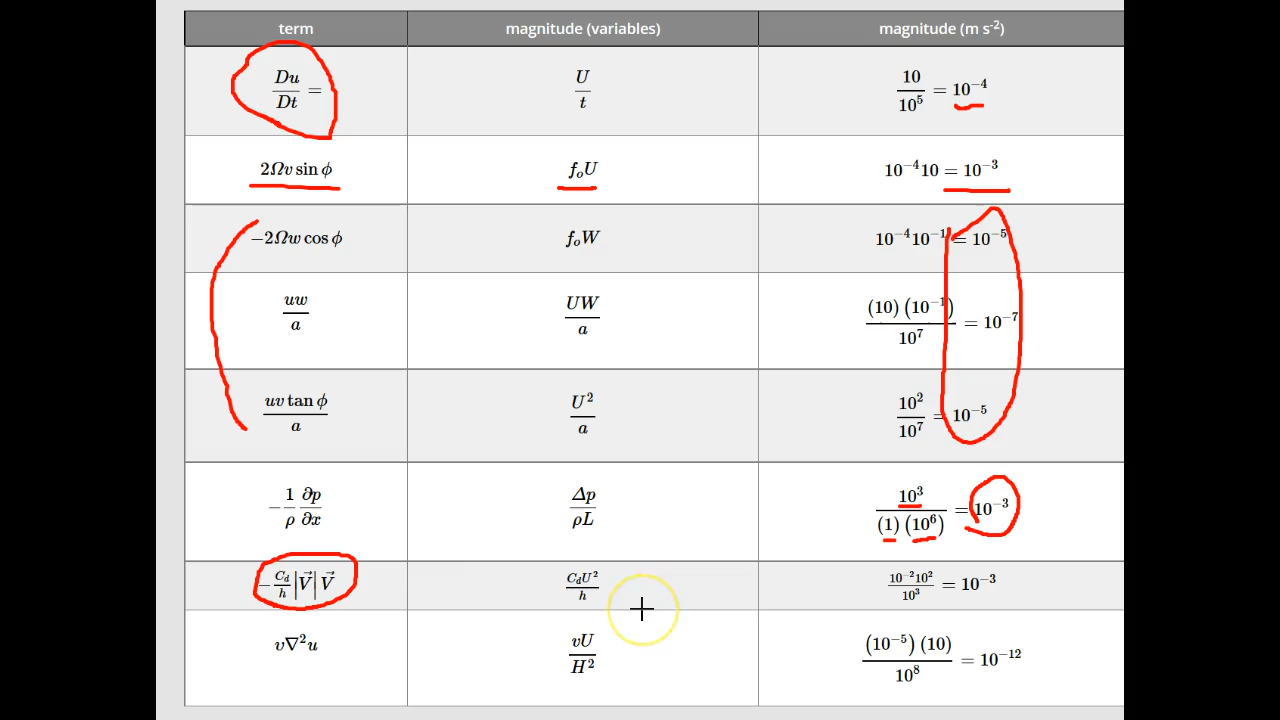 term magnitude (variables) magnitude (m s⁻²)
Du/Dt = U/t 10/10⁵ = 10⁻⁴
2Ωv sin ϕ fₒU 10⁻⁴10 = 10⁻³
−2Ωw cos ϕ fₒW 10⁻⁴10⁻¹ = 10⁻⁵
uw/a UW/a (10)(10⁻¹)/10⁷ = 10⁻⁷
uv tan ϕ/a U²/a 10²/10⁷ = 10⁻⁵
−1/ρ ∂p/∂x Δp/ρL 10³/(1)(10⁶) = 10⁻³
−C_d/h |V⃗| V⃗ C_dU²/h 10⁻²10²/10³ = 10⁻³
υ∇²u υU/H² (10⁻⁵)(10)/10⁸ = 10⁻¹²